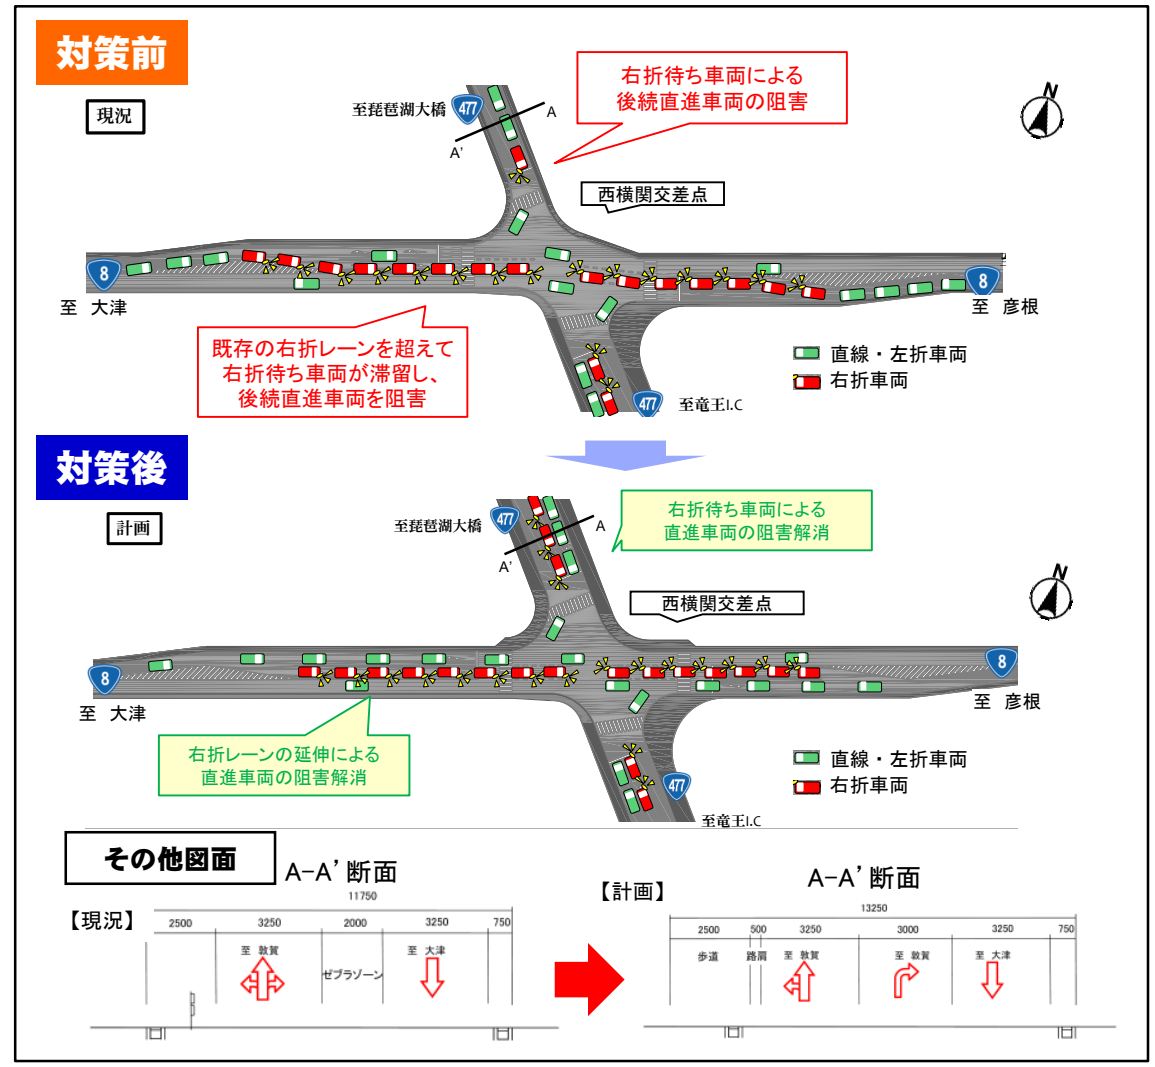 対策前
現況
至琵琶湖大橋
477
A
A'
右折待ち車両による
後続直進車両の阻害
N
西横関交差点
8
至 大津
8
至 彦根
既存の右折レーンを超えて
右折待ち車両が滞留し、
後続直進車両を阻害
直線・左折車両
右折車両
477
至竜王I.C
対策後
計画
至琵琶湖大橋
477
A
A'
右折待ち車両による
直進車両の阻害解消
N
西横関交差点
8
至 大津
8
至 彦根
右折レーンの延伸による
直進車両の阻害解消
直線・左折車両
右折車両
477
至竜王I.C
その他図面
A-A'断面
【現況】
11750
2500 3250 2000 3250 750
至 敦賀
ゼブラゾーン
至 大津
A-A'断面
【計画】
13250
2500 500 3250 3000 3250 750
歩道 路肩 至 敦賀 至 敦賀 至 大津